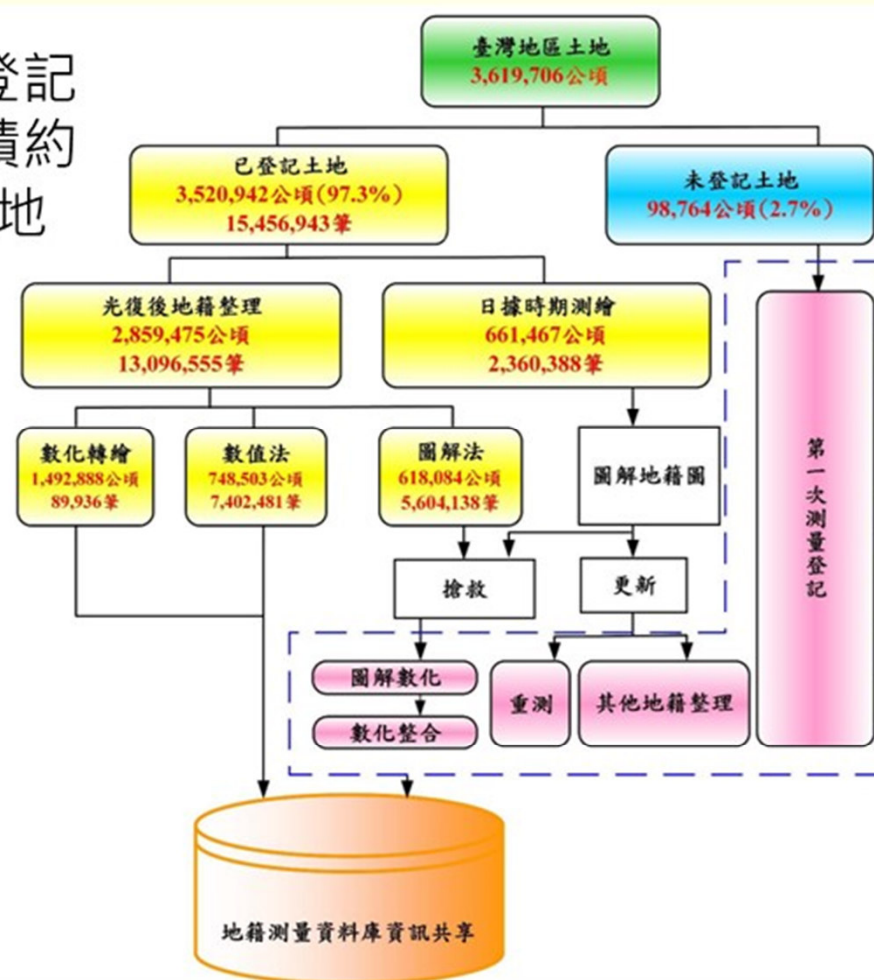 登記
積約
地
臺灣地區土地
3,619,706公頃
已登記土地
3,520,942公頃(97.3%)
15,456,943筆
未登記土地
98,764公頃(2.7%)
光復後地籍整理
2,859,475公頃
13,096,555筆
日據時期測繪
661,467公頃
2,360,388筆
數化轉繪
1,492,888公頃
89,936筆
數值法
748,503公頃
7,402,481筆
圖解法
618,084公頃
5,604,138筆
圖解地籍圖
第一次測量登記
搶救
更新
圖解數化
數化整合
重測
其他地籍整理
地籍測量資料庫資訊共享